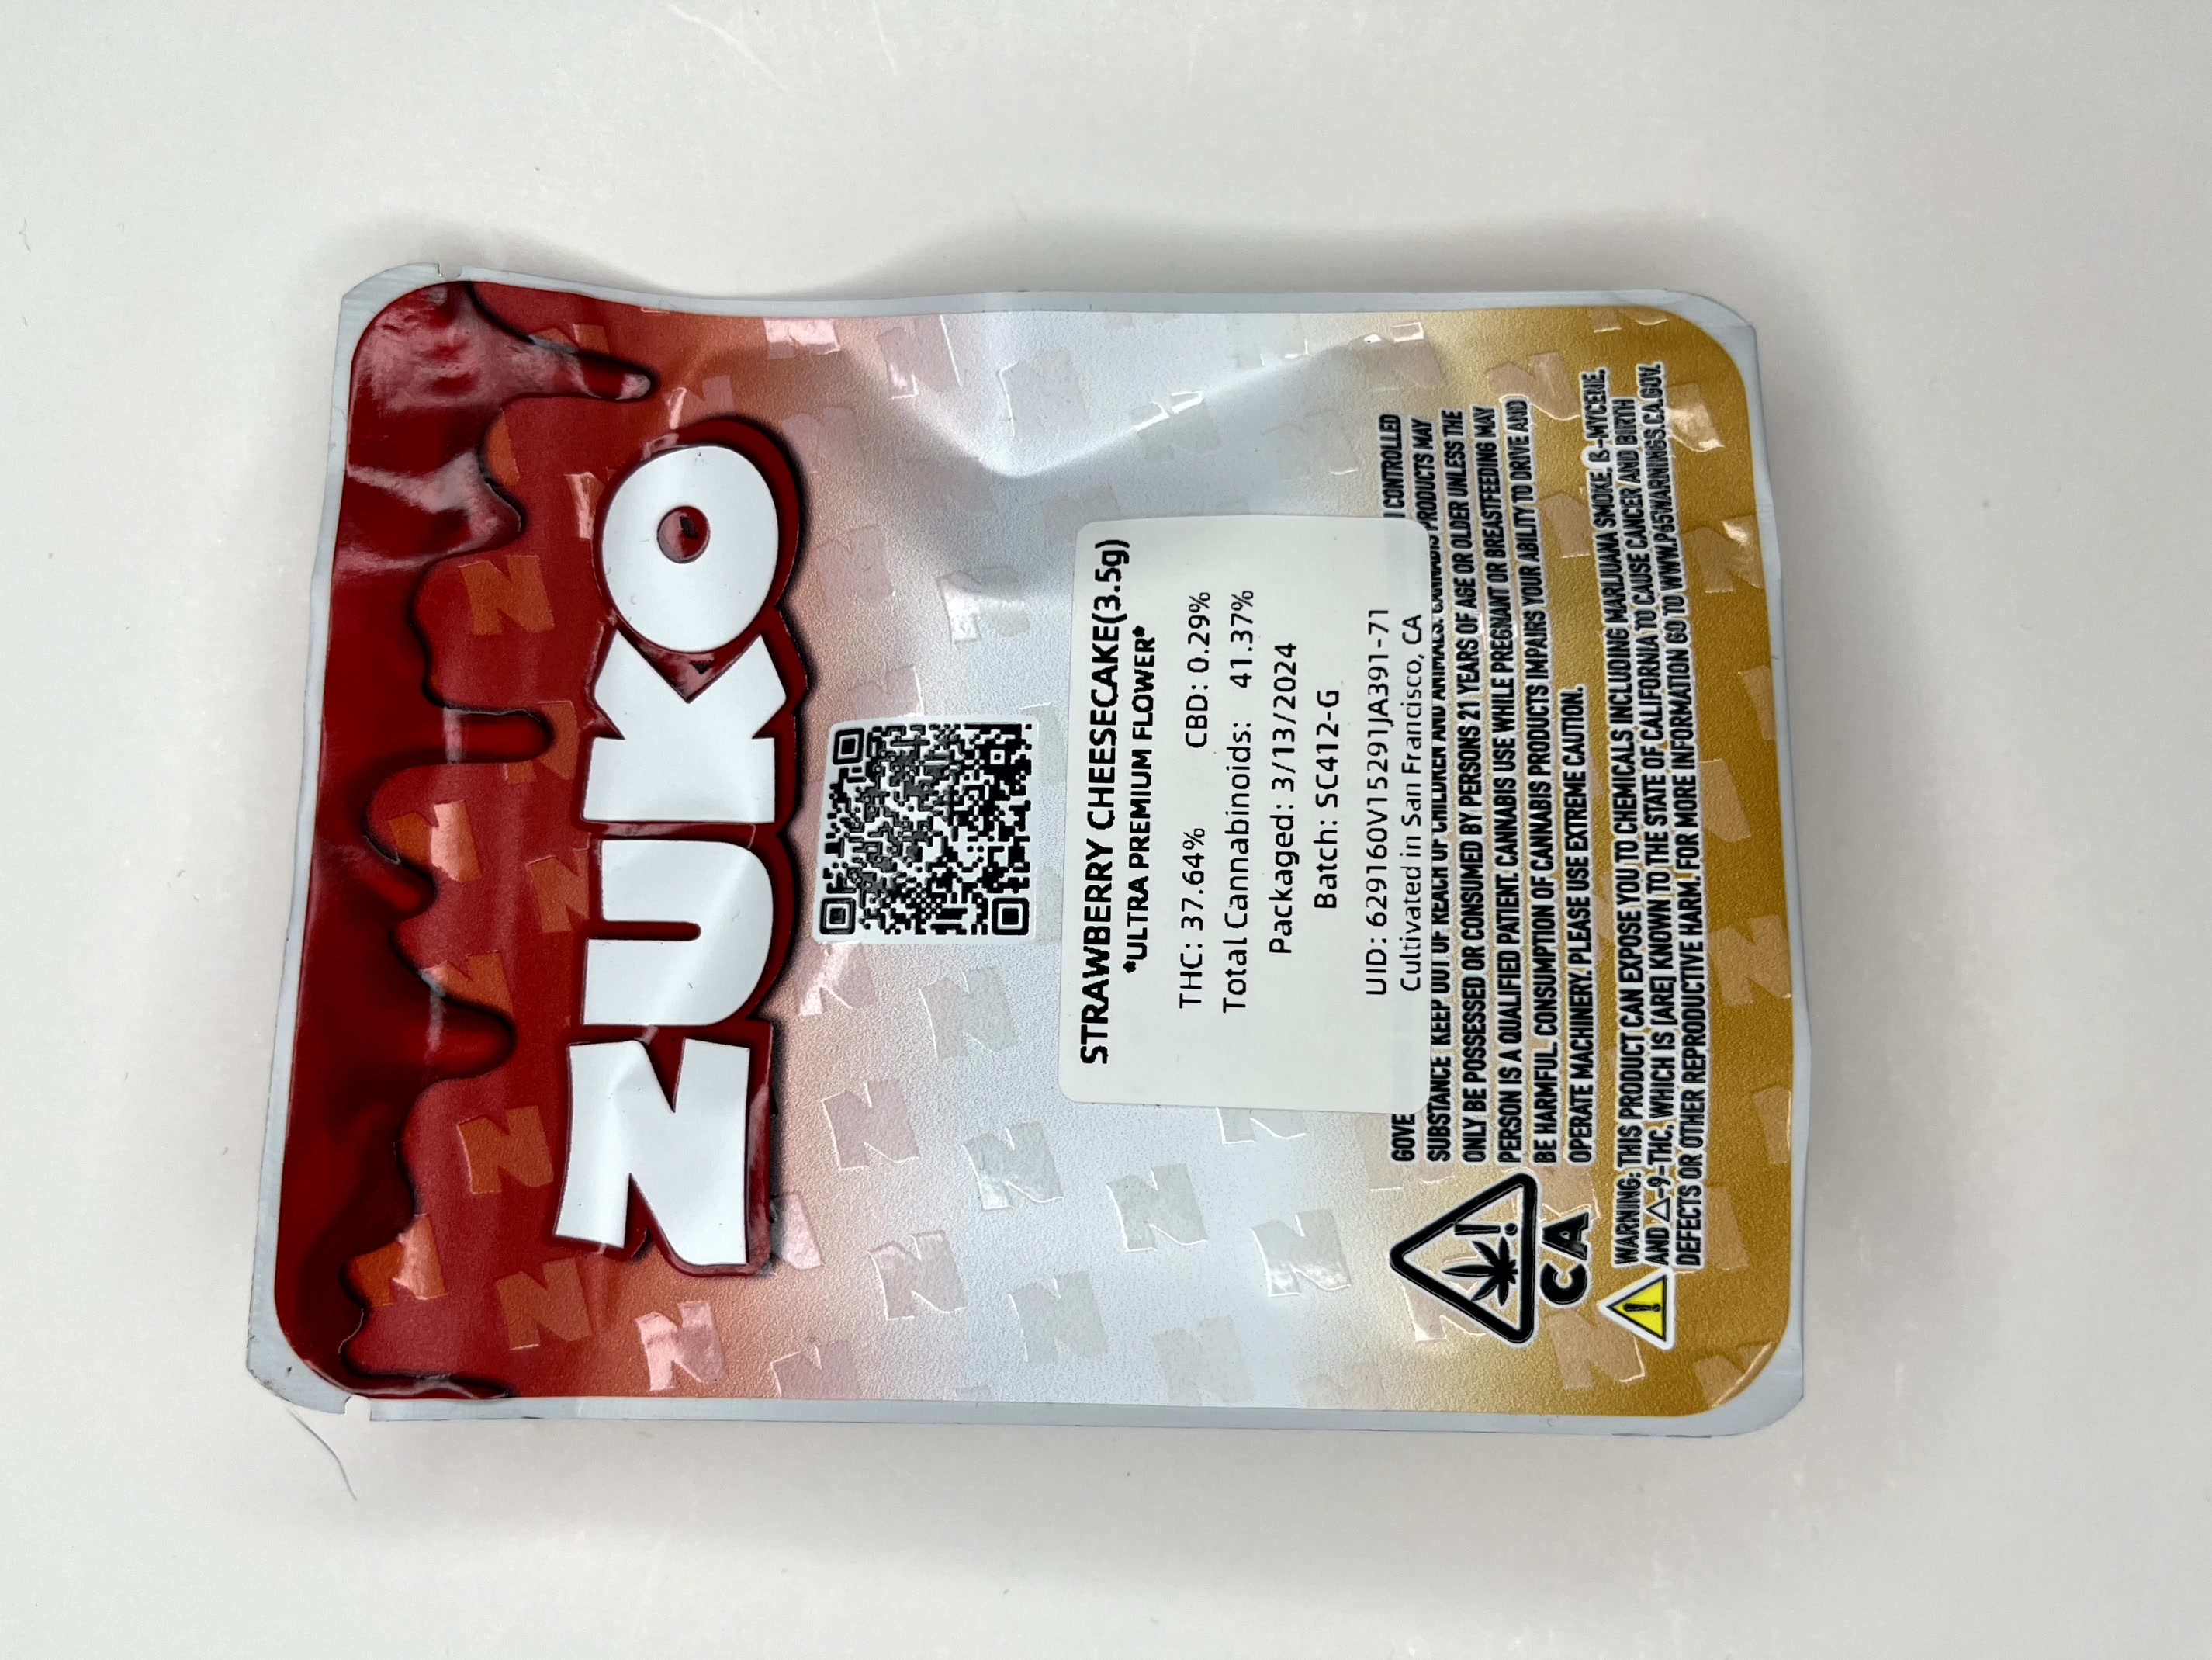 ZUKO
STRAWBERRY CHEESECAKE(3.5g)
*ULTRA PREMIUM FLOWER*
THC: 37.64% CBD: 0.29%
Total Cannabinoids: 41.37%
Packaged: 3/13/2024
Batch: SC412-G
UID: 629160V15291JA391-71
Cultivated in San Francisco, CA
CONTROLLED
SUBSTANCE KEEP OUT OF REACH OF CHILDREN AND ANIMALS. CANNABIS PRODUCTS MAY
ONLY BE POSSESSED OR CONSUMED BY PERSONS 21 YEARS OF AGE OR OLDER UNLESS THE
PERSON IS A QUALIFIED PATIENT. CANNABIS USE WHILE PREGNANT OR BREASTFEEDING MAY
BE HARMFUL. CONSUMPTION OF CANNABIS PRODUCTS IMPAIRS YOUR ABILITY TO DRIVE AND
OPERATE MACHINERY. PLEASE USE EXTREME CAUTION.
CA
WARNING: THIS PRODUCT CAN EXPOSE YOU TO CHEMICALS INCLUDING MARIJUANA SMOKE, ß-MYCENE,
AND △-9-THC, WHICH IS [ARE] KNOWN TO THE STATE OF CALIFORNIA TO CAUSE CANCER AND BIRTH
DEFECTS OR OTHER REPRODUCTIVE HARM. FOR MORE INFORMATION GO TO WWW.P65WARNINGS.CA.GOV.